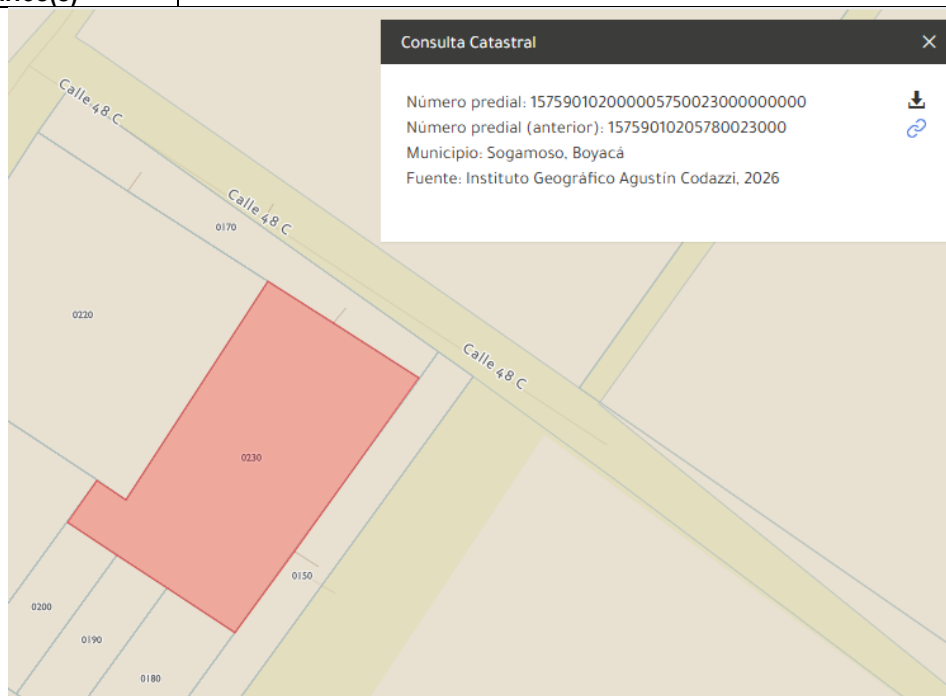 Consulta Catastral
Número predial: 157590102000005750023000000000
Número predial (anterior): 15759010205780023000
Municipio: Sogamoso, Boyacá
Fuente: Instituto Geográfico Agustín Codazzi, 2026
Calle 48 C
Calle 48 C
0170
0220
Calle 48 C
0230
0150
0200
0190
0180